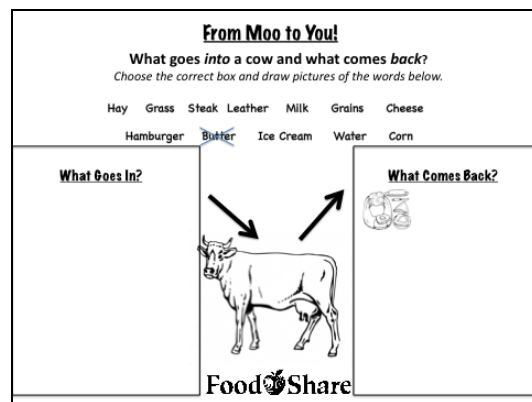 From Moo to You!
What goes into a cow and what comes back?
Choose the correct box and draw pictures of the words below.
Hay Grass Steak Leather Milk Grains Cheese
Hamburger Butter Ice Cream Water Corn
What Goes In?
What Comes Back?
Food Share